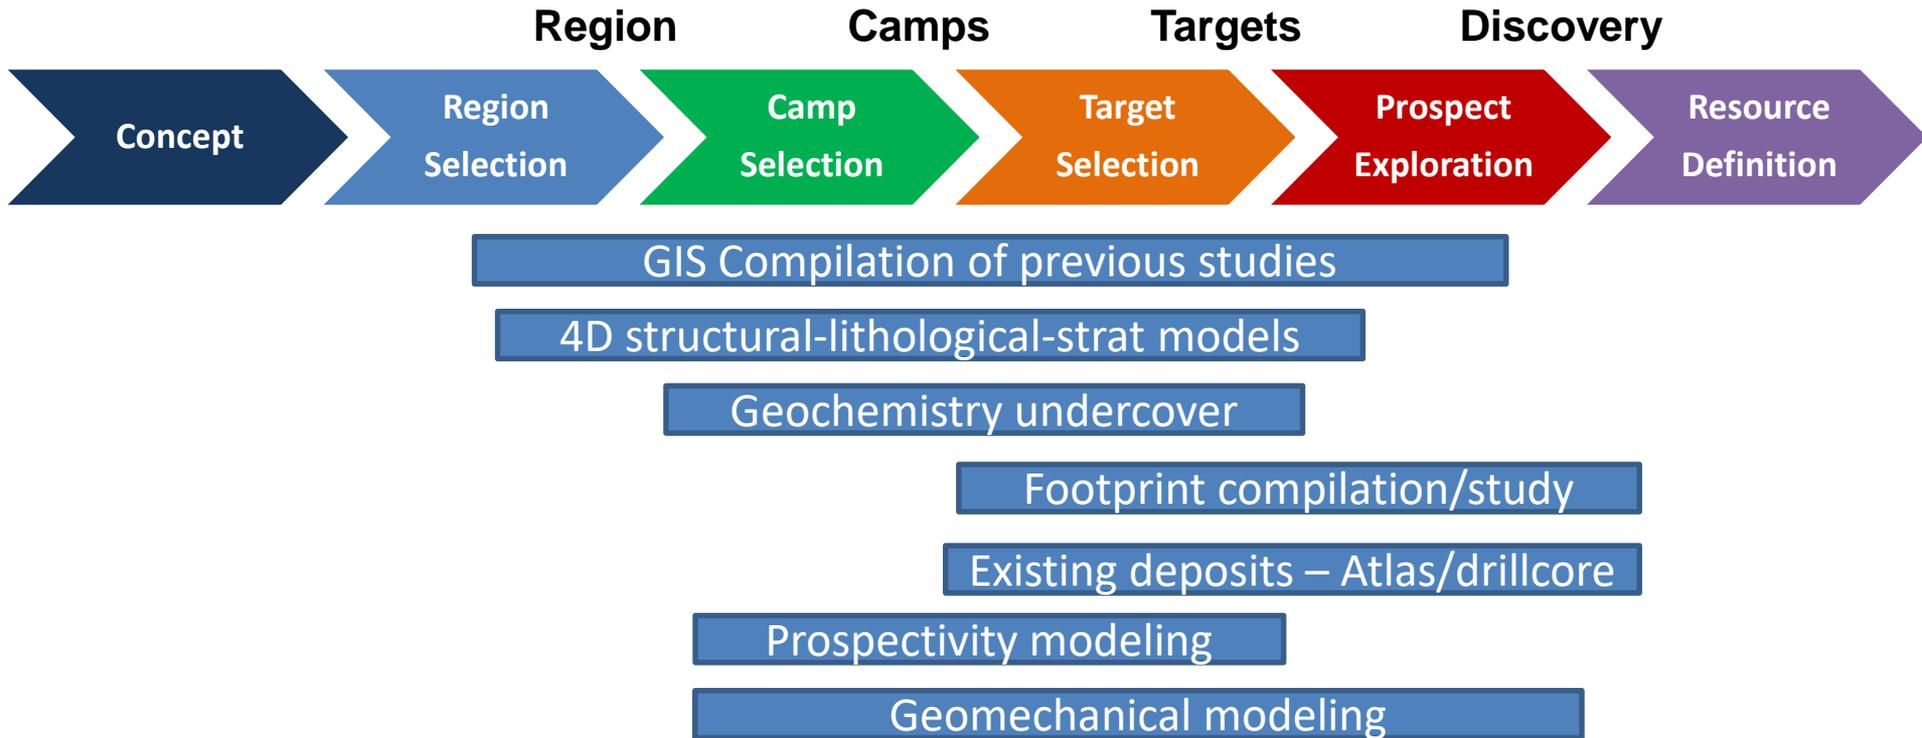 Region Camps Targets Discovery
Concept
Region
Selection
Camp
Selection
Target
Selection
Prospect
Exploration
Resource
Definition
GIS Compilation of previous studies
4D structural-lithological-strat models
Geochemistry undercover
Footprint compilation/study
Existing deposits – Atlas/drillcore
Prospectivity modeling
Geomechanical modeling